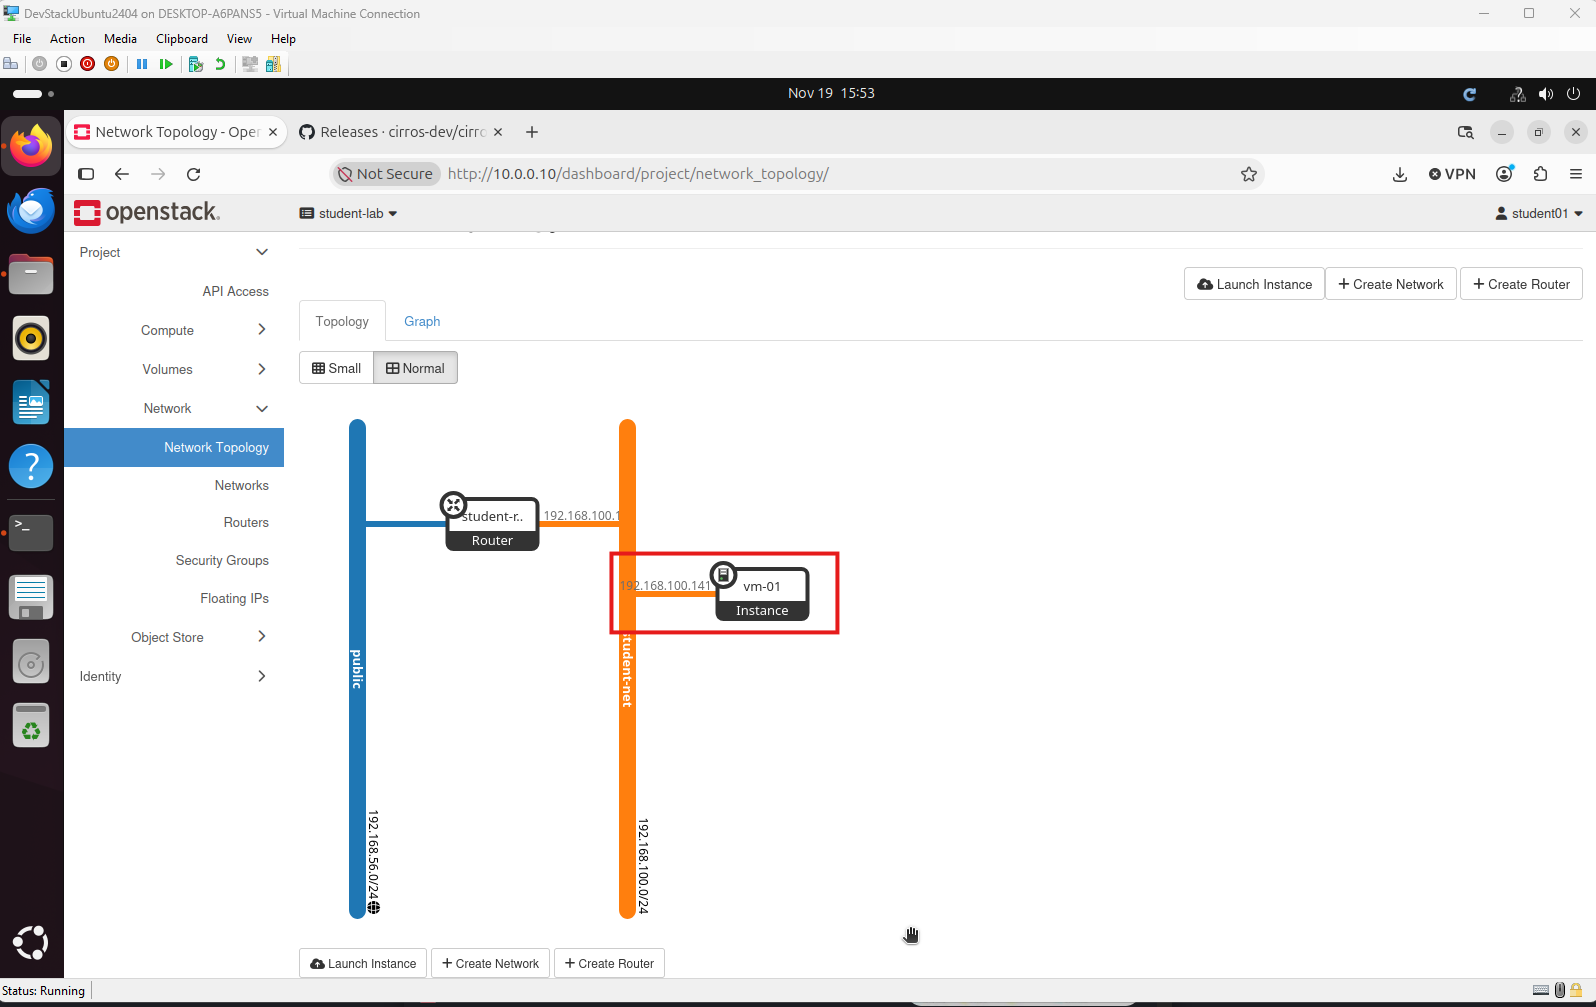 DevStackUbuntu2404 on DESKTOP-A6PANS5 - Virtual Machine Connection
File Action Media Clipboard View Help
Nov 19 15:53
Network Topology - Oper
Releases · cirros-dev/cirro
Not Secure http://10.0.0.10/dashboard/project/network_topology/
VPN
openstack.
student-lab
student01
Project
API Access
Compute
Volumes
Network
Network Topology
Networks
Routers
Security Groups
Floating IPs
Object Store
Identity
Launch Instance
+ Create Network
+ Create Router
Topology
Graph
Small
Normal
student-r..
Router
192.168.100.1
192.168.100.141
vm-01
Instance
public
student-net
192.168.56.0/24
192.168.100.0/24
Launch Instance
+ Create Network
+ Create Router
Status: Running